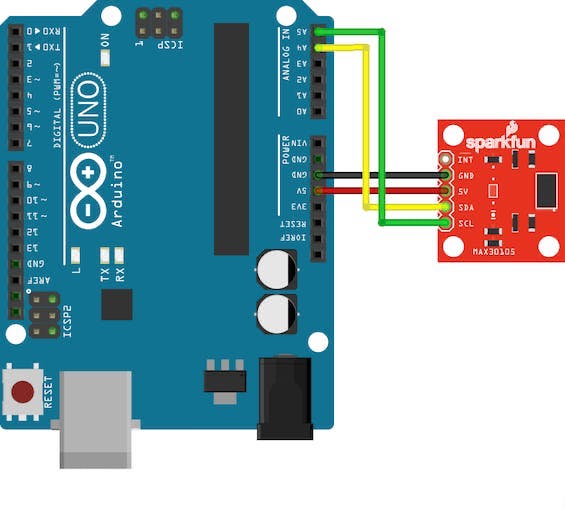 RX◄0
TX►1
2
~3
4
~5
~6
7
DIGITAL (PWM=~)
8
~9
~10
~11
12
13
GND
AREF
ON
UNO
Arduino™
L
TX
RX
1
ICSP
ICSP2
RESET
ANALOG IN
A5
A4
A3
A2
A1
A0
POWER
VIN
GND
GND
5V
3V3
RESET
IOREF
sparkfun
INT
GND
5V
SDA
SCL
MAX30105